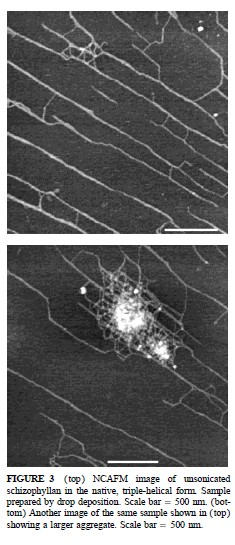 FIGURE 3 (top) NCAFM image of unsonicated
schizophyllan in the native, triple-helical form. Sample
prepared by drop deposition. Scale bar = 500 nm. (bot-
tom) Another image of the same sample shown in (top)
showing a larger aggregate. Scale bar = 500 nm.